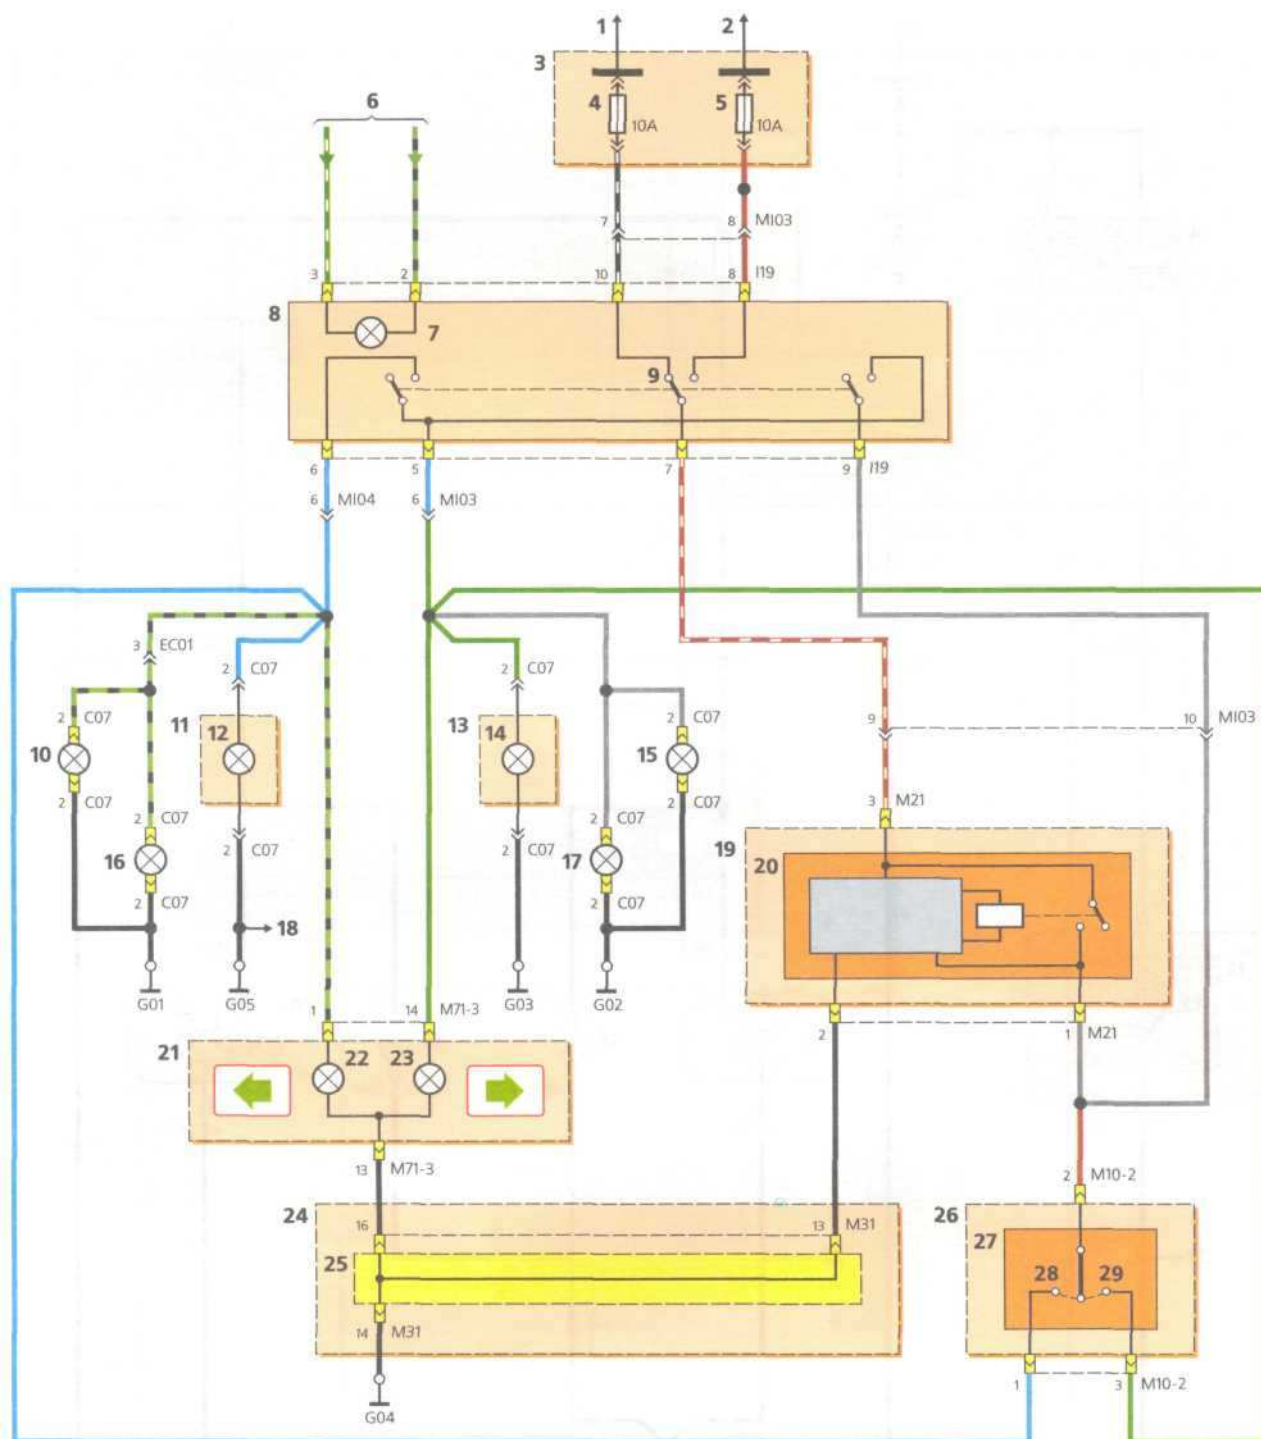 1 2
3
4 10A 5 10A
6
7 8 MI03
3 2 10 8 I19
8 7
9
6 5 7 9 I19
6 MI04 6 MI03
3 EC01
2 C07 2 C07
2 C07 11 12 13 14 2 C07 9 10 MI03
10 15
2 C07 2 C07
3 M21
2 C07 2 C07
19 20
16 2 C07 2 C07 17
2 C07 2 C07
18
G01 G05 G03 G02
1 14 M71-3
2 1 M21
21 22 23
13 M71-3
2 M10-2
24 16 13 M31 26
25 27
28 29
14 M31
1 3 M10-2
G04